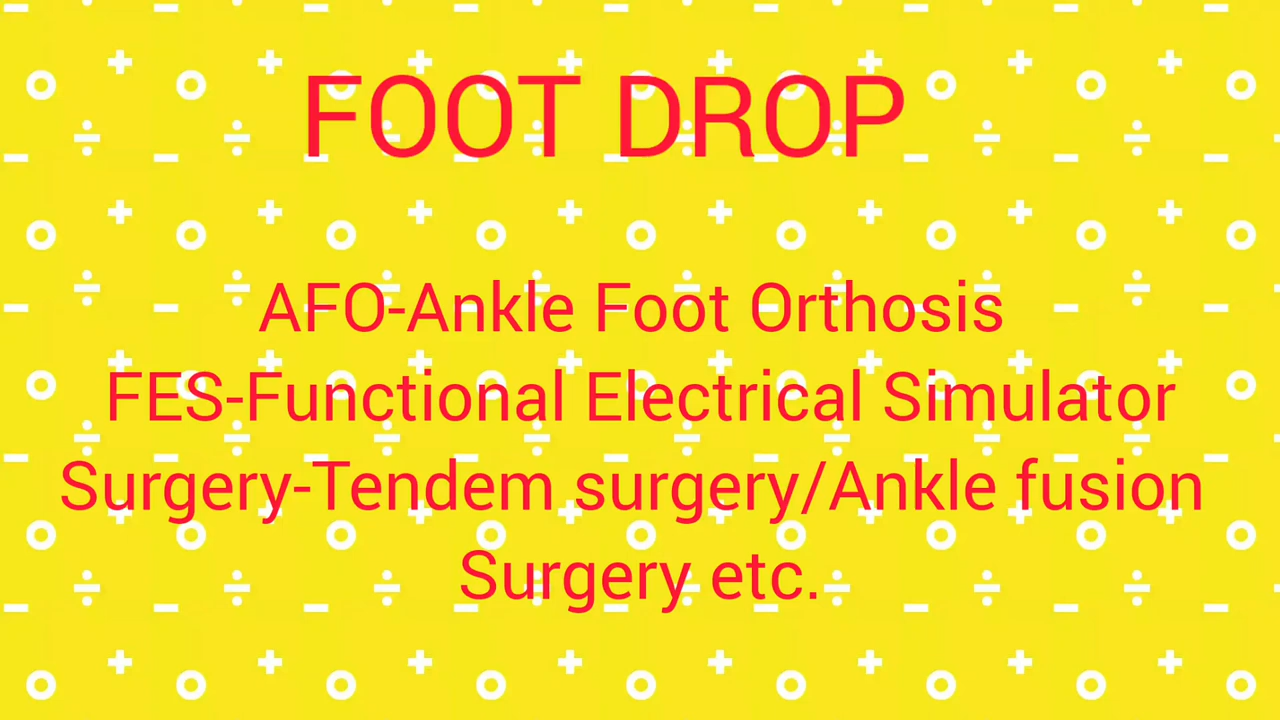 FOOT DROP
AFO-Ankle Foot Orthosis
FES-Functional Electrical Simulator
Surgery-Tendem surgery/Ankle fusion
Surgery etc.